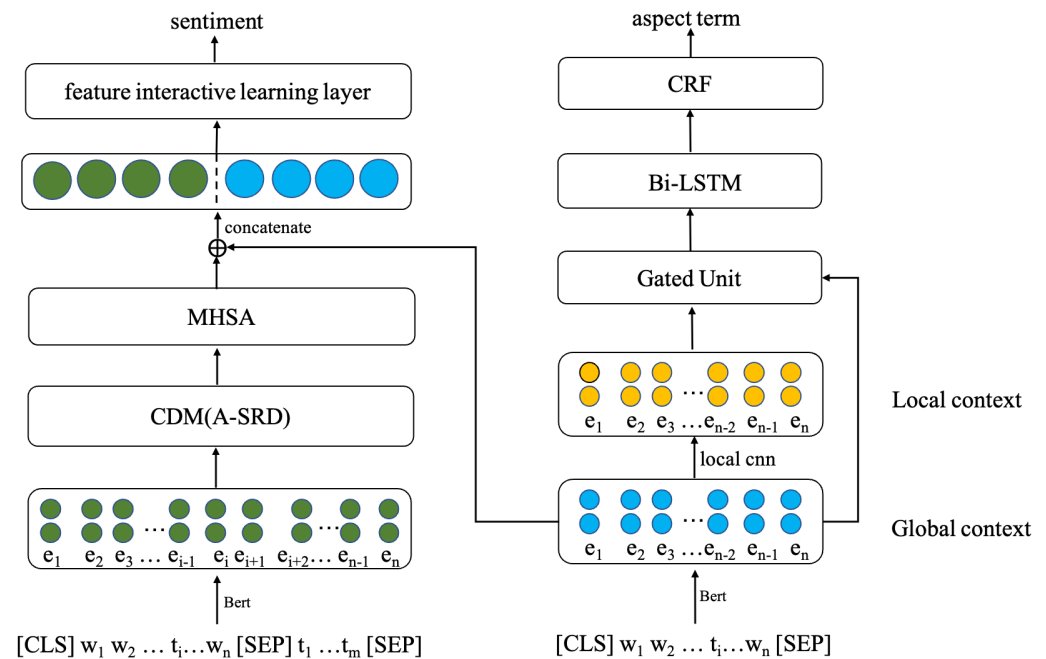 sentiment
feature interactive learning layer
concatenate
MHSA
CDM(A-SRD)
e1 e2 e3 … ei-1 ei ei+1 ei+2… en-1 en
Bert
[CLS] w1 w2 … ti…wn [SEP] t1 …tm [SEP]
aspect term
CRF
Bi-LSTM
Gated Unit
e1 e2 e3 …en-2 en-1 en
Local context
local cnn
e1 e2 e3 …en-2 en-1 en
Global context
Bert
[CLS] w1 w2 … ti…wn [SEP]